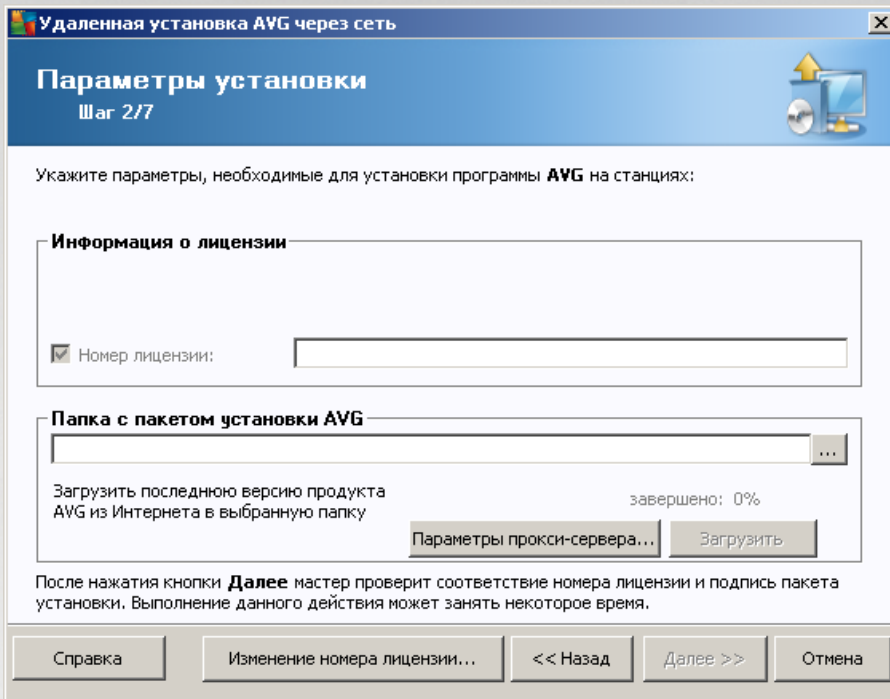 Удаленная установка AVG через сеть
Параметры установки
Шаг 2/7
Укажите параметры, необходимые для установки программы AVG на станциях:
Информация о лицензии
Номер лицензии:
Папка с пакетом установки AVG
...
Загрузить последнюю версию продукта
AVG из Интернета в выбранную папку
завершено: 0%
Параметры прокси-сервера...
Загрузить
После нажатия кнопки Далее мастер проверит соответствие номера лицензии и подпись пакета
установки. Выполнение данного действия может занять некоторое время.
Справка
Изменение номера лицензии...
<< Назад
Далее >>
Отмена